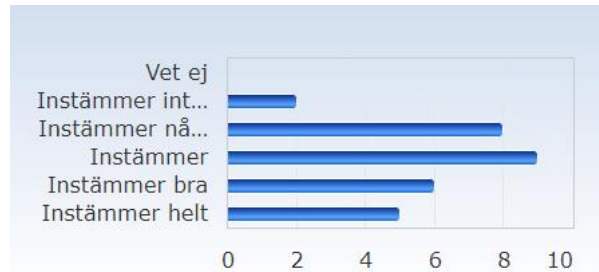 Vet ej
Instämmer int...
Instämmer nå...
Instämmer
Instämmer bra
Instämmer helt
0 2 4 6 8 10